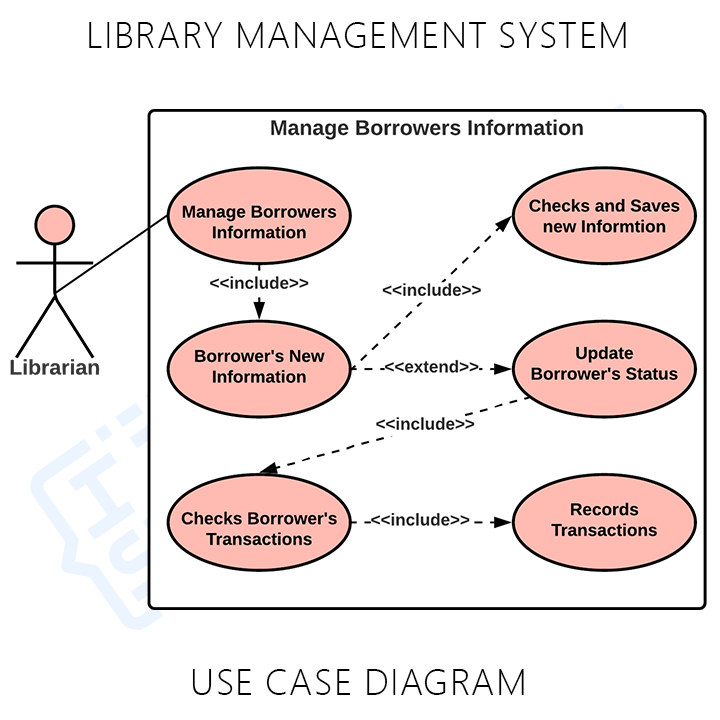 LIBRARY MANAGEMENT SYSTEM
Manage Borrowers Information
Manage Borrowers
Information
Checks and Saves
new Informtion
<<include>>
<<include>>
Borrower's New
Information
<<extend>>
Update
Borrower's Status
Librarian
<<include>>
Checks Borrower's
Transactions
<<include>>
Records
Transactions
USE CASE DIAGRAM